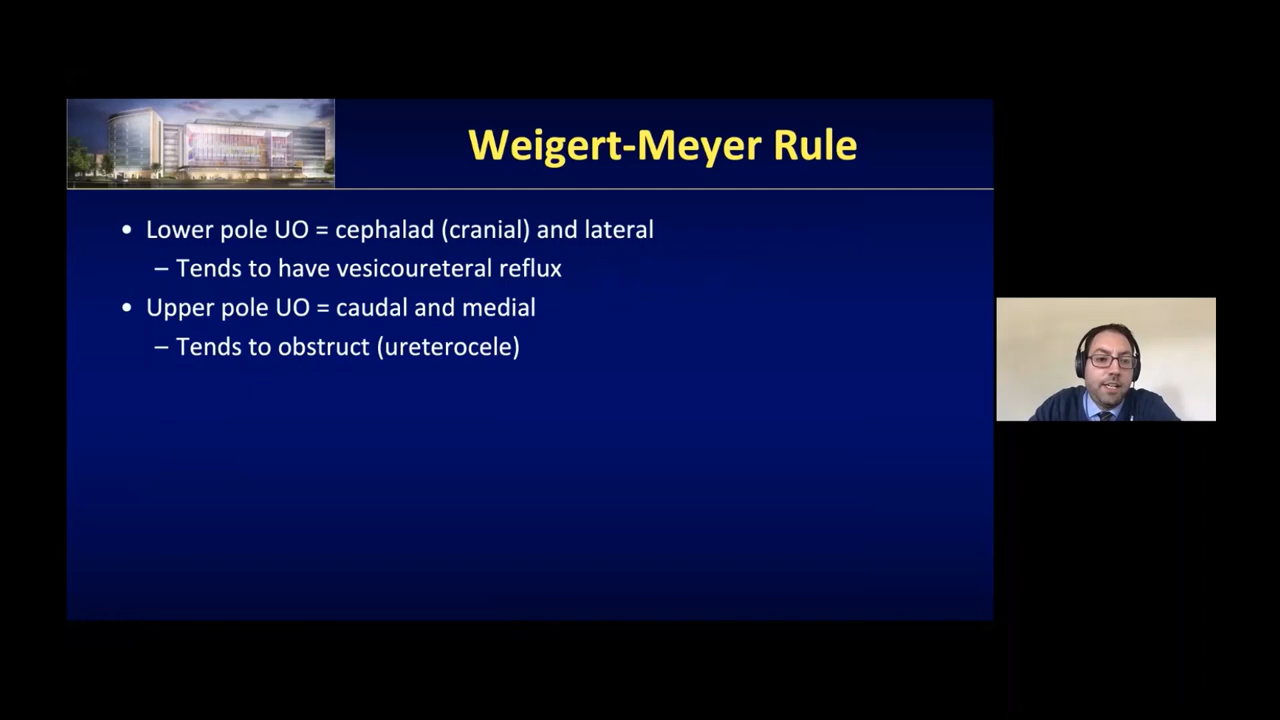 Weigert-Meyer Rule
• Lower pole UO = cephalad (cranial) and lateral
– Tends to have vesicoureteral reflux
• Upper pole UO = caudal and medial
– Tends to obstruct (ureterocele)